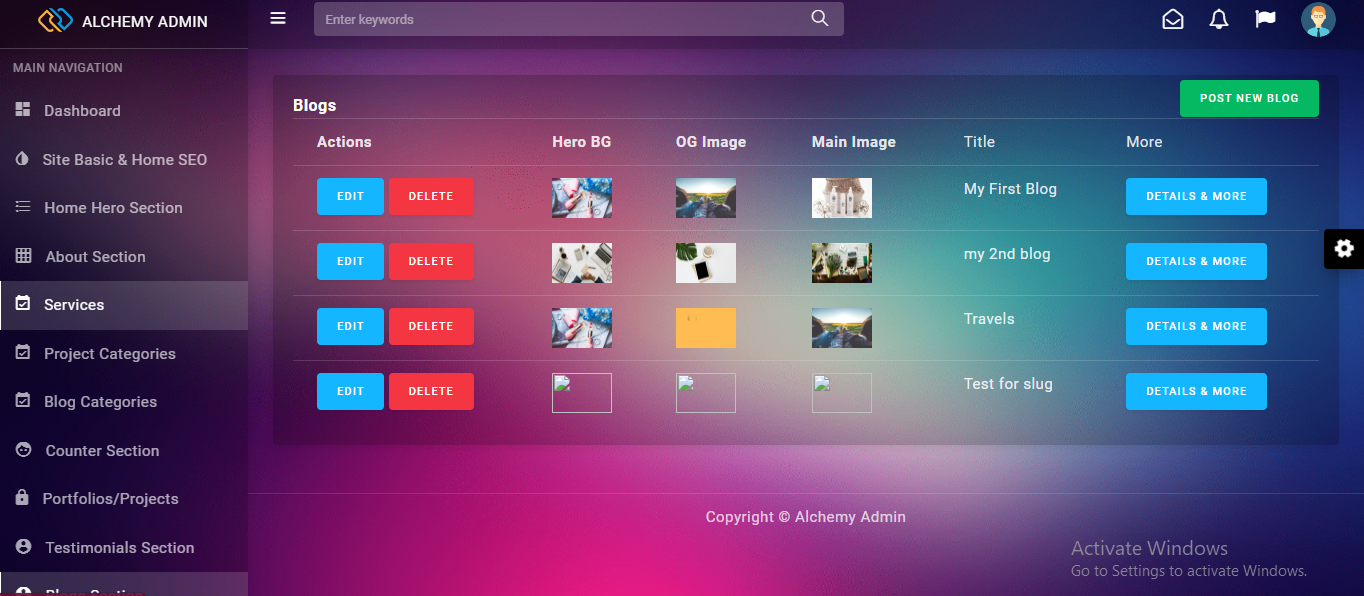 ALCHEMY ADMIN
Enter keywords
MAIN NAVIGATION
Dashboard
Site Basic & Home SEO
Home Hero Section
About Section
Services
Project Categories
Blog Categories
Counter Section
Portfolios/Projects
Testimonials Section
Blogs Section
Blogs
POST NEW BLOG
Actions Hero BG OG Image Main Image Title More
EDIT DELETE My First Blog DETAILS & MORE
EDIT DELETE my 2nd blog DETAILS & MORE
EDIT DELETE Travels DETAILS & MORE
EDIT DELETE Test for slug DETAILS & MORE
Copyright © Alchemy Admin
Activate Windows
Go to Settings to activate Windows.